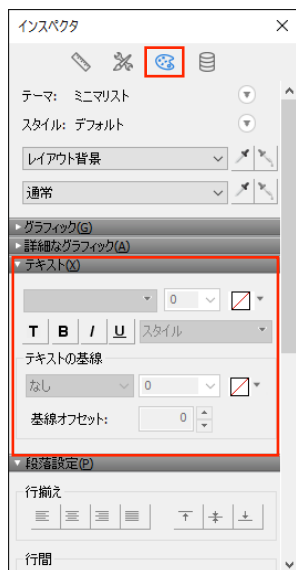 インスペクタ
テーマ: ミニマリスト
スタイル: デフォルト
レイアウト背景
通常
グラフィック(G)
詳細なグラフィック(A)
テキスト(X)
0
T B I U スタイル
テキストの基線
なし 0
基線オフセット: 0
段落設定(P)
行揃え
行間